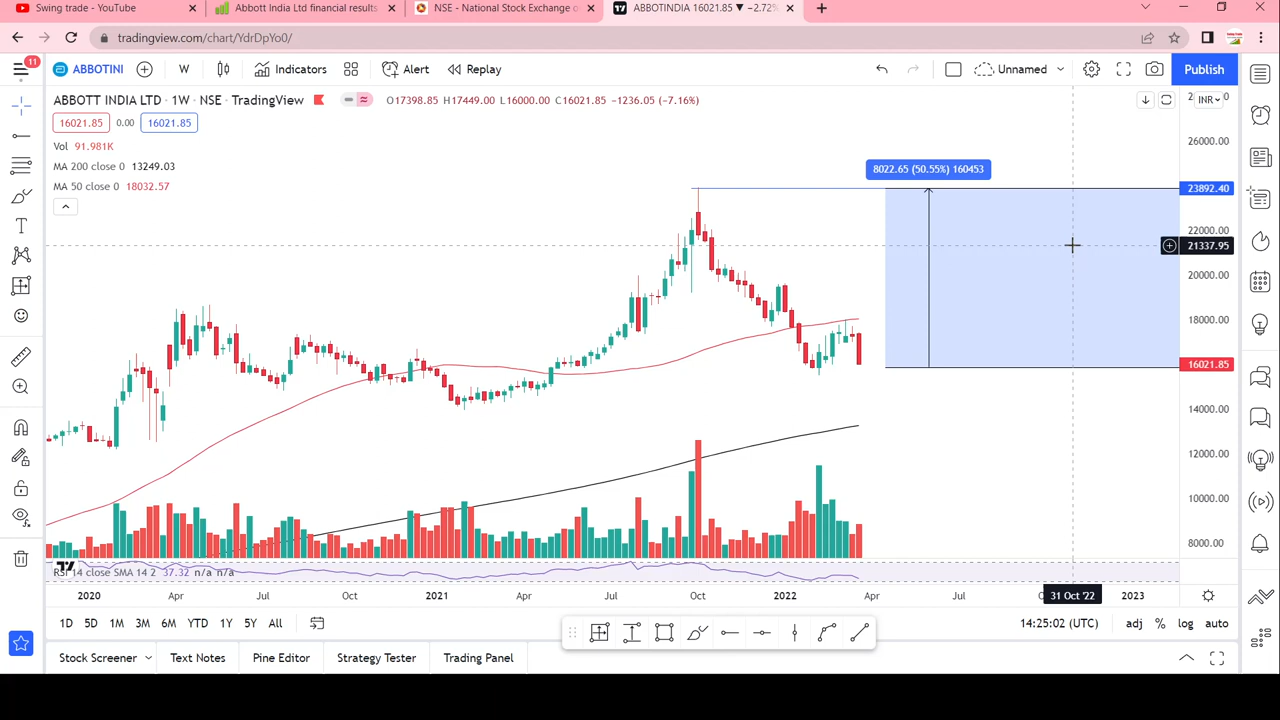 Swing trade - YouTube
Abbott India Ltd financial results
NSE - National Stock Exchange o
ABBOTINDIA 16021.85 ▼ −2.72%
tradingview.com/chart/YdrDpYo0/
11
ABBOTINI
W
Indicators
Alert
Replay
Unnamed
Publish
ABBOTT INDIA LTD · 1W · NSE · TradingView
O17398.85 H17449.00 L16000.00 C16021.85 −1236.05 (−7.16%)
INR
16021.85 0.00 16021.85
Vol 91.981K
MA 200 close 0 13249.03
MA 50 close 0 18032.57
8022.65 (50.55%) 160453
26000.00
23892.40
22000.00
21337.95
20000.00
18000.00
16021.85
14000.00
12000.00
10000.00
8000.00
RSI 14 close SMA 14 2 37.32 n/a n/a
2020 Apr Jul Oct 2021 Apr Jul Oct 2022 Apr Jul 31 Oct '22 2023
1D 5D 1M 3M 6M YTD 1Y 5Y All
14:25:02 (UTC) adj % log auto
Stock Screener Text Notes Pine Editor Strategy Tester Trading Panel